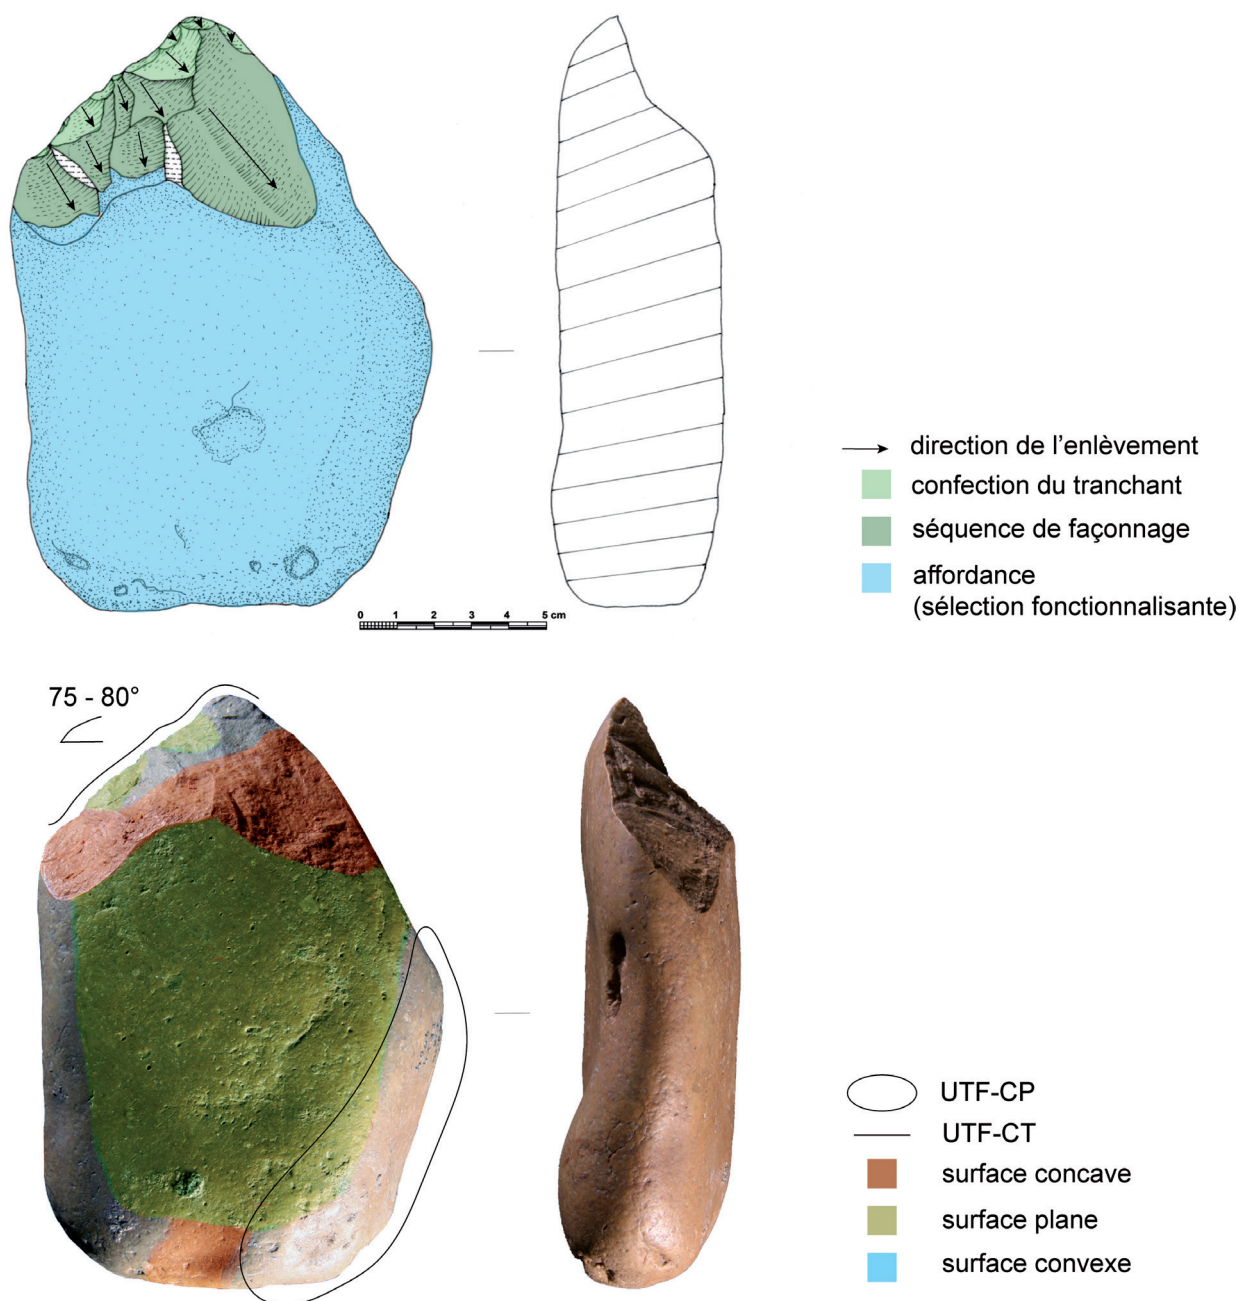 direction de l'enlèvement
confection du tranchant
séquence de façonnage
affordance
(sélection fonctionnalisante)
0 1 2 3 4 5 cm
75 - 80°
UTF-CP
UTF-CT
surface concave
surface plane
surface convexe